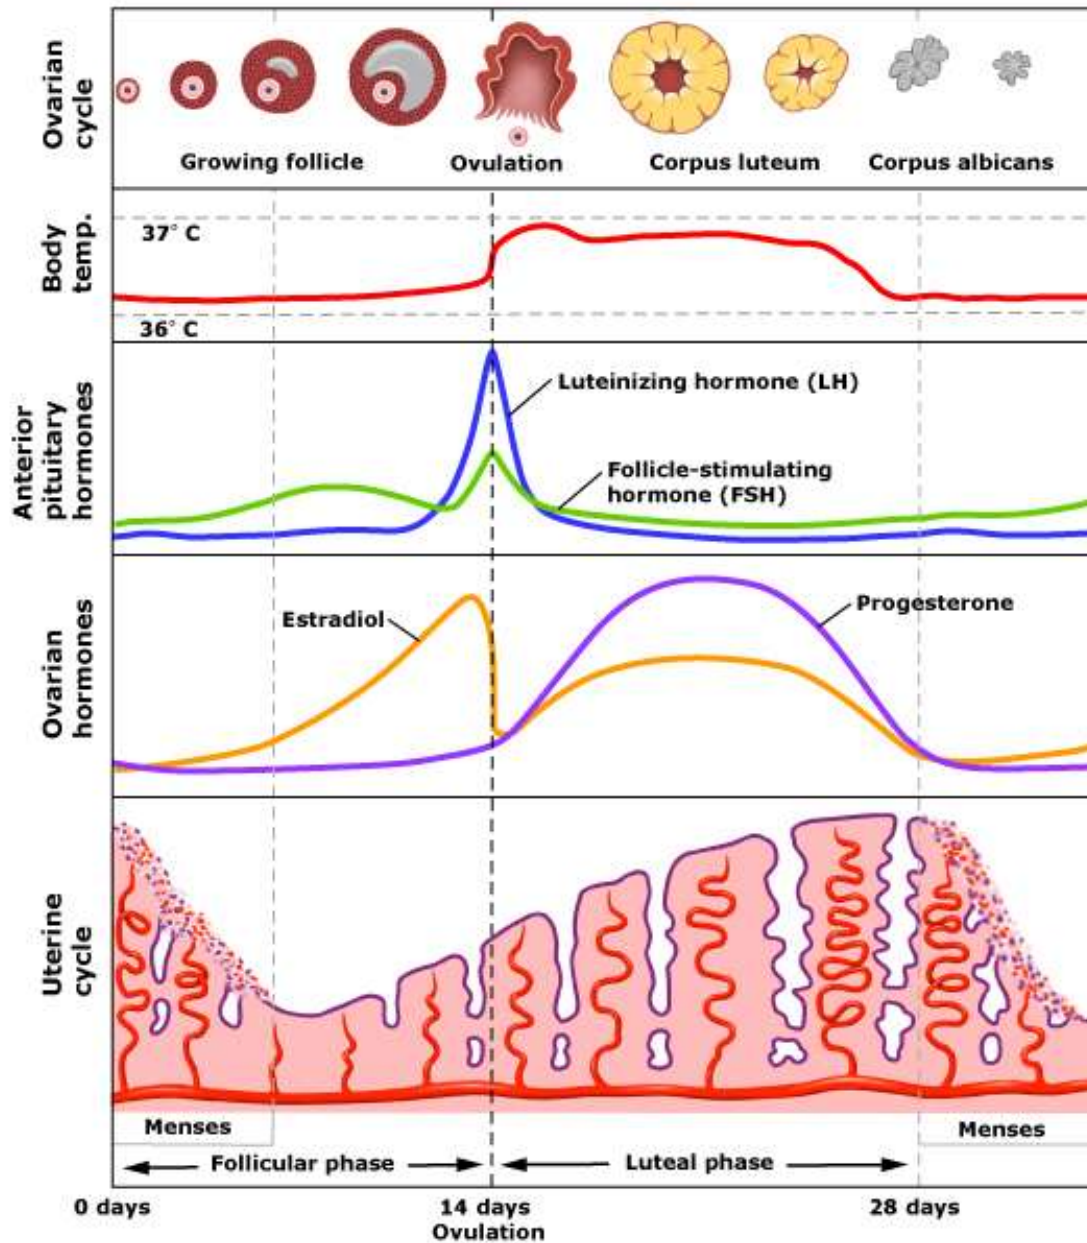 Ovarian
cycle
Growing follicle
Ovulation
Corpus luteum
Corpus albicans
Body
temp.
37° C
36° C
Anterior
pituitary
hormones
Luteinizing hormone (LH)
Follicle-stimulating
hormone (FSH)
Ovarian
hormones
Estradiol
Progesterone
Uterine
cycle
Menses
Menses
Follicular phase
Luteal phase
0 days
14 days
Ovulation
28 days